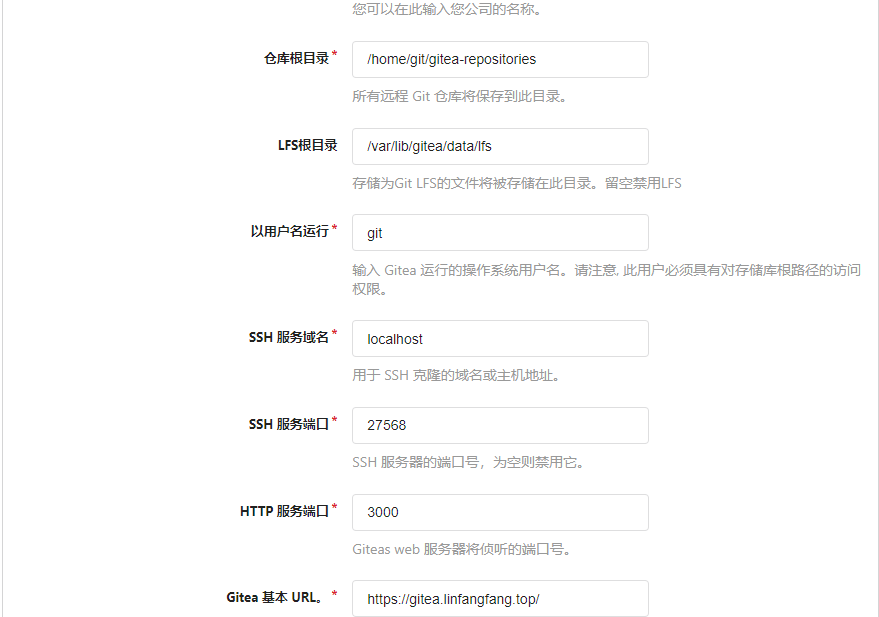 您可以在此输入您公司的名称。
仓库根目录*
/home/git/gitea-repositories
所有远程 Git 仓库将保存到此目录。
LFS根目录
/var/lib/gitea/data/lfs
存储为Git LFS的文件将被存储在此目录。留空禁用LFS
以用户名运行*
git
输入 Gitea 运行的操作系统用户名。请注意, 此用户必须具有对存储库根路径的访问
权限。
SSH 服务域名*
localhost
用于 SSH 克隆的域名或主机地址。
SSH 服务端口*
27568
SSH 服务器的端口号，为空则禁用它。
HTTP 服务端口*
3000
Giteas web 服务器将侦听的端口号。
Gitea 基本 URL。*
https://gitea.linfangfang.top/